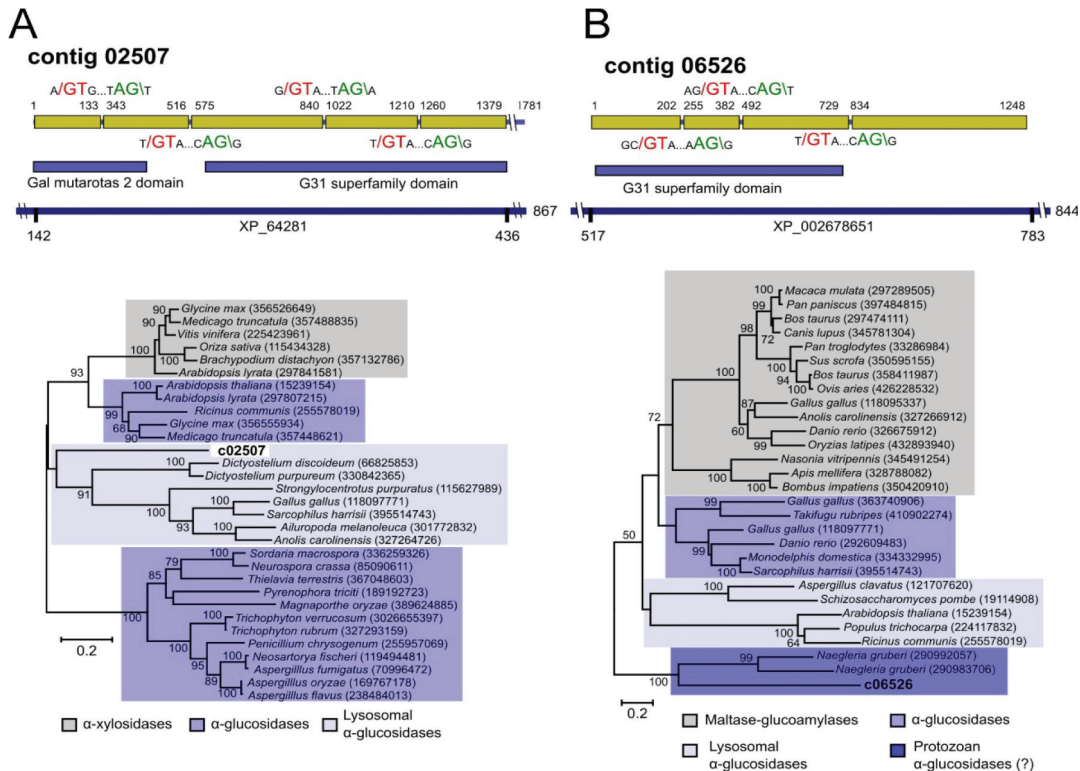 A
contig 02507
A/GTG...TAG\T
G/GTA...TAG\A
1 133 343 516 575 840 1022 1210 1260 1379 1781
T/GTA...CAG\G
T/GTA...CAG\G
Gal mutarotas 2 domain
G31 superfamily domain
867
XP_64281
142
436
Glycine max (356526649)
Medicago truncatula (357488835)
Vitis vinifera (225423961)
Oriza sativa (115434328)
Brachypodium distachyon (357132786)
Arabidopsis lyrata (297841581)
Arabidopsis thaliana (15239154)
Arabidopsis lyrata (297807215)
Ricinus communis (255578019)
Glycine max (356555934)
Medicago truncatula (357448621)
c02507
Dictyostelium discoideum (66825853)
Dictyostelium purpureum (330842365)
Strongylocentrotus purpuratus (115627989)
Gallus gallus (118097771)
Sarcophilus harrisii (395514743)
Ailuropoda melanoleuca (301772832)
Anolis carolinensis (327264726)
Sordaria macrospora (336259326)
Neurospora crassa (85090611)
Thielavia terrestris (367048603)
Pyrenophora triciti (189192723)
Magnaporthe oryzae (389624885)
Trichophyton verrucosum (3026655397)
Trichophyton rubrum (327293159)
Penicillium chrysogenum (255957069)
Neosartorya fischeri (119494481)
Aspergilllus fumigatus (70996472)
Aspergilllus oryzae (169767178)
Aspergilllus flavus (238484013)
90
90
100
100
93
100
99
68
90
100
91
100
93
100
100
79
85
100
100
100
95
89
100
0.2
α-xylosidases
α-glucosidases
Lysosomal
α-glucosidases
B
contig 06526
AG/GTA...CAG\T
1 202 255 382 492 729 834 1248
GC/GTA...AAG\G
T/GTA...CAG\G
G31 superfamily domain
844
XP_002678651
517
783
Macaca mulata (297289505)
Pan paniscus (397484815)
Bos taurus (297474111)
Canis lupus (345781304)
Pan troglodytes (33286984)
Sus scrofa (350595155)
Bos taurus (358411987)
Ovis aries (426228532)
Gallus gallus (118095337)
Anolis carolinensis (327266912)
Danio rerio (326675912)
Oryzias latipes (432893940)
Nasonia vitripennis (345491254)
Apis mellifera (328788082)
Bombus impatiens (350420910)
Gallus gallus (363740906)
Takifugu rubripes (410902274)
Gallus gallus (118097771)
Danio rerio (292609483)
Monodelphis domestica (334332995)
Sarcophilus harrisii (395514743)
Aspergillus clavatus (121707620)
Schizosaccharomyces pombe (19114908)
Arabidopsis thaliana (15239154)
Populus trichocarpa (224117832)
Ricinus communis (255578019)
Naegleria gruberi (290992057)
Naegleria gruberi (290983706)
c06526
100
99
72
98
100
94
100
100
87
60
99
100
100
72
99
99
100
50
100
100
64
99
100
0.2
Maltase-glucoamylases
α-glucosidases
Lysosomal
α-glucosidases
Protozoan
α-glucosidases (?)